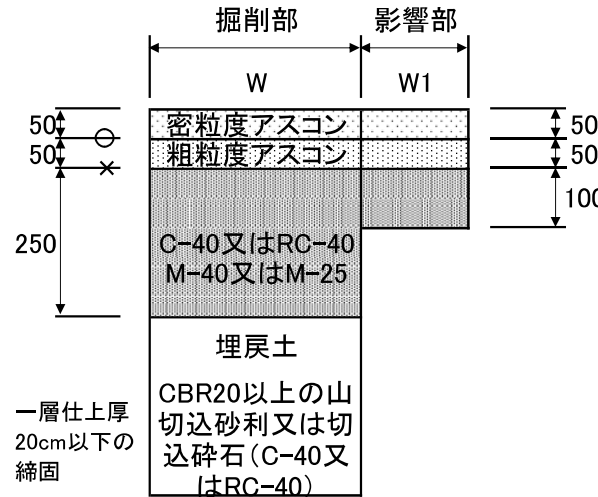 掘削部
影響部
W
W1
50
密粒度アスコン
50
50
粗粒度アスコン
50
100
250
C-40又はRC-40
M-40又はM-25
埋戻土
CBR20以上の山
切込砂利又は切
込砕石(C-40又
はRC-40)
一層仕上厚
20cm以下の
締固